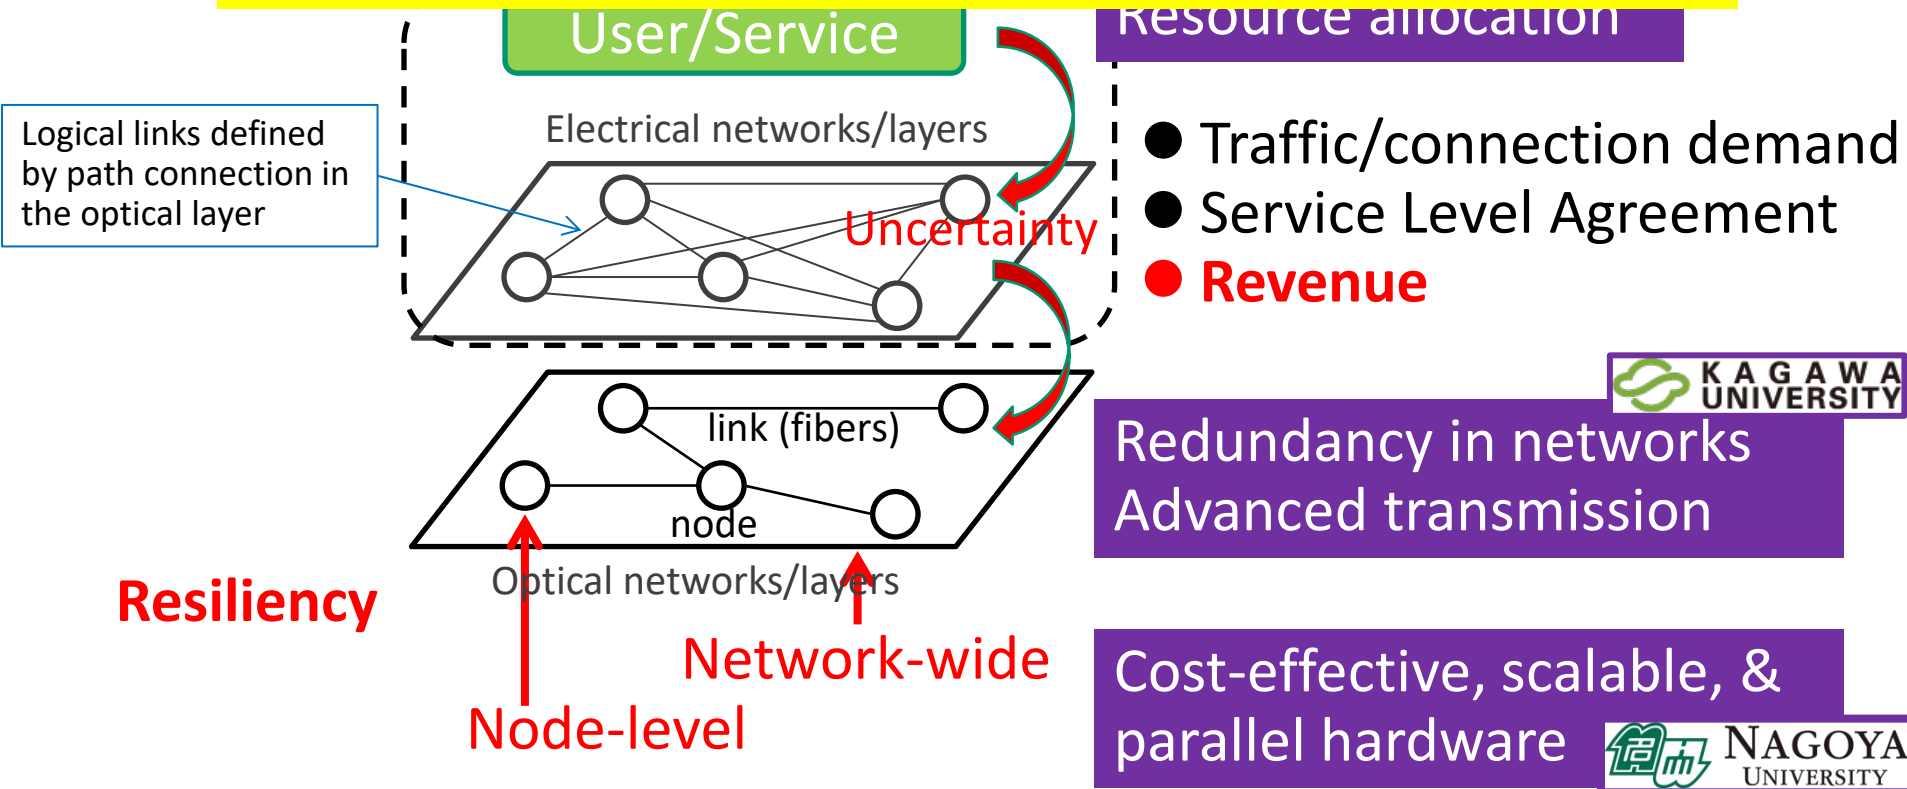 User/Service
Resource allocation
Logical links defined
by path connection in
the optical layer
Electrical networks/layers
Uncertainty
● Traffic/connection demand
● Service Level Agreement
● Revenue
KAGAWA
UNIVERSITY
link (fibers)
node
Optical networks/layers
Redundancy in networks
Advanced transmission
Resiliency
Network-wide
Node-level
Cost-effective, scalable, &
parallel hardware
NAGOYA
UNIVERSITY